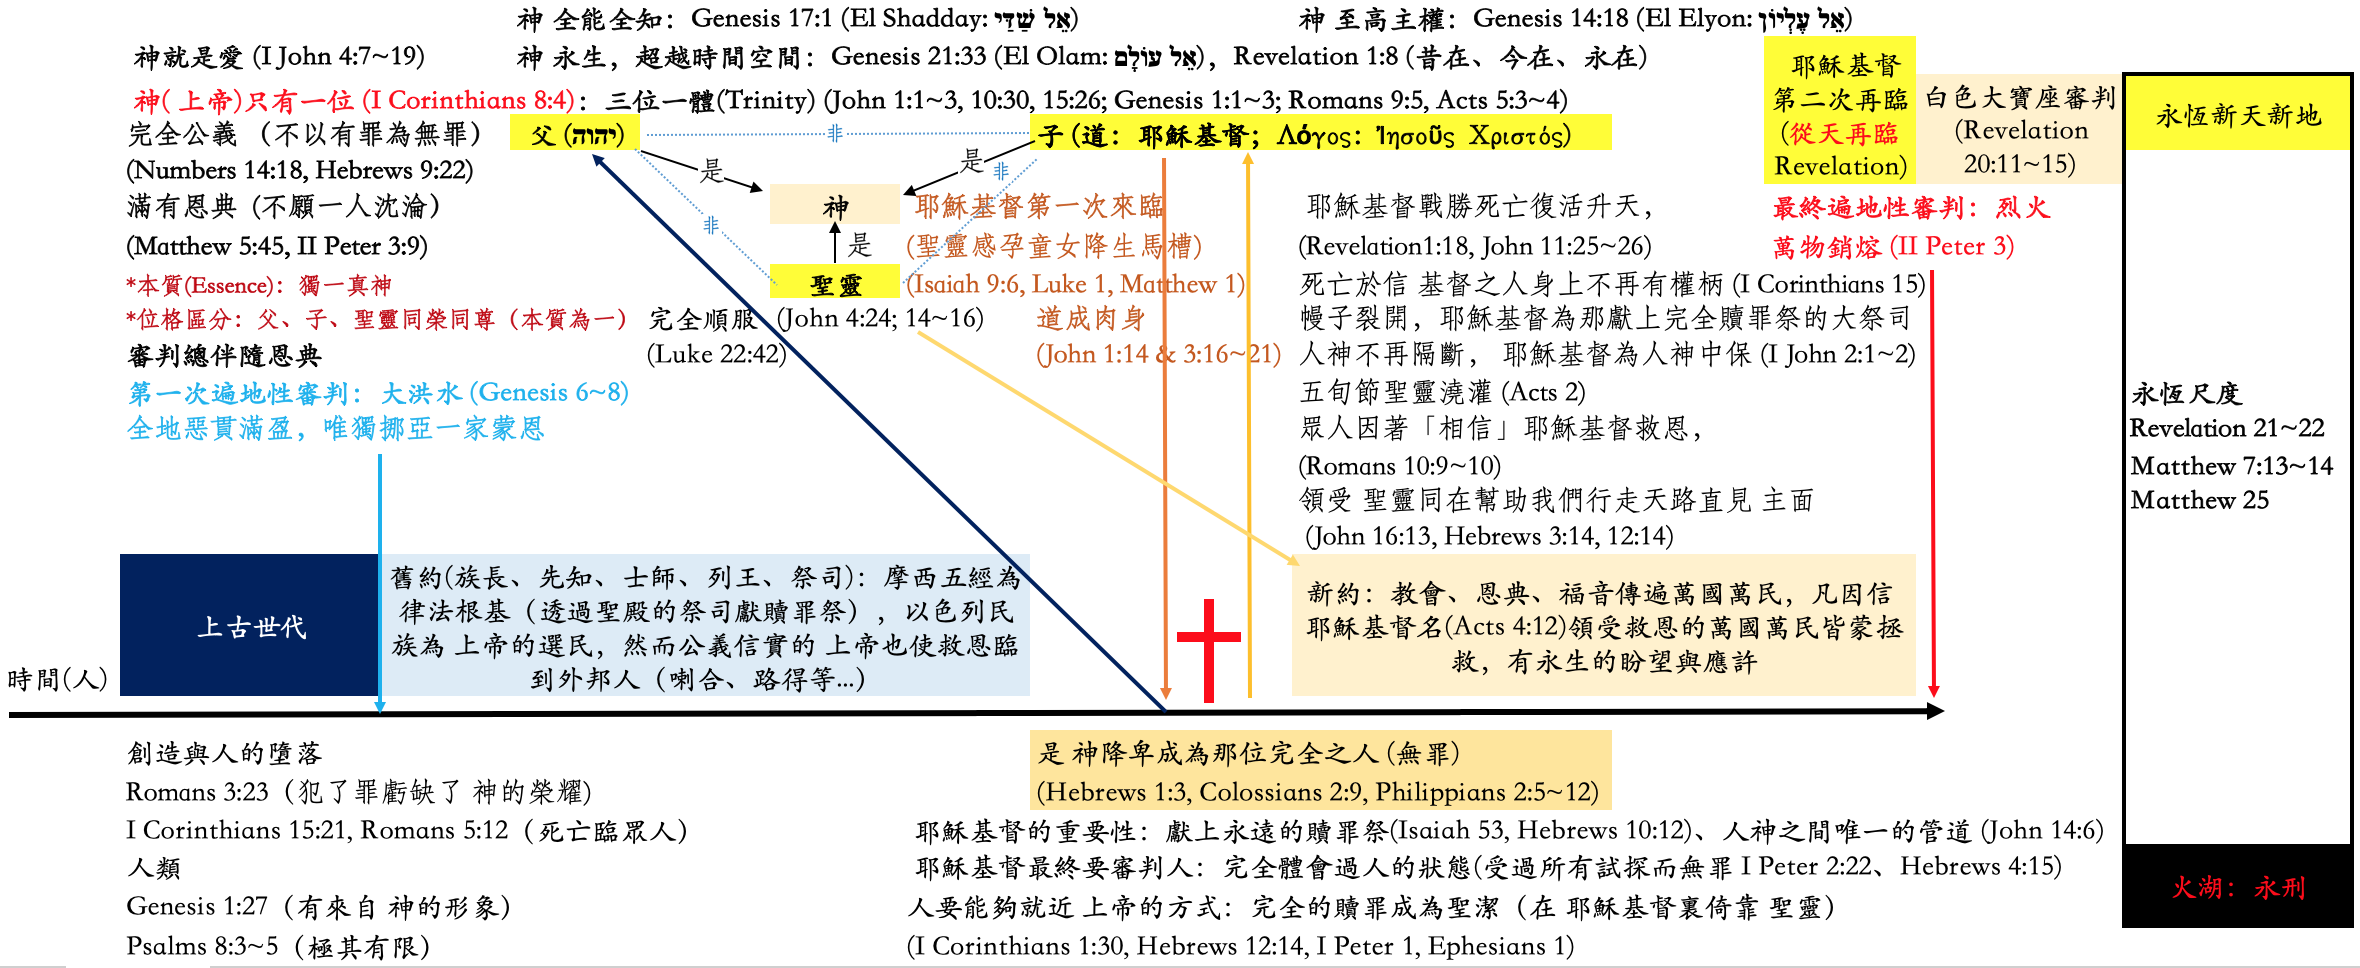 神 全能全知：Genesis 17:1 (El Shadday: אֵל שַׁדַּי)
神 至高主權：Genesis 14:18 (El Elyon: אֵל עֶלְיוֹן)
神就是愛 (I John 4:7~19)
神 永生，超越時間空間：Genesis 21:33 (El Olam: אֵל עוֹלָם)，Revelation 1:8 (昔在、今在、永在)
神( 上帝)只有一位 (I Corinthians 8:4)：三位一體(Trinity) (John 1:1~3, 10:30, 15:26; Genesis 1:1~3; Romans 9:5, Acts 5:3~4)
完全公義 （不以有罪為無罪）
(Numbers 14:18, Hebrews 9:22)
滿有恩典（不願一人沈淪）
(Matthew 5:45, II Peter 3:9)
*本質(Essence)：獨一真神
*位格區分：父、子、聖靈同榮同尊（本質為一）
審判總伴隨恩典
第一次遍地性審判：大洪水 (Genesis 6~8)
全地惡貫滿盈，唯獨挪亞一家蒙恩
父 (יהוה)
非
子 (道：耶穌基督；Λόγος: Ἰησοῦς Χριστός)
是
是
非
非
神
是
聖靈
完全順服
(Luke 22:42)
(John 4:24; 14~16)
耶穌基督第一次來臨
(聖靈感孕童女降生馬槽)
(Isaiah 9:6, Luke 1, Matthew 1)
道成肉身
(John 1:14 & 3:16~21)
耶穌基督戰勝死亡復活升天，
(Revelation1:18, John 11:25~26)
死亡於信 基督之人身上不再有權柄 (I Corinthians 15)
幔子裂開，耶穌基督為那獻上完全贖罪祭的大祭司
人神不再隔斷， 耶穌基督為人神中保 (I John 2:1~2)
五旬節聖靈澆灌 (Acts 2)
眾人因著「相信」耶穌基督救恩，
(Romans 10:9~10)
領受 聖靈同在幫助我們行走天路直見 主面
(John 16:13, Hebrews 3:14, 12:14)
耶穌基督
第二次再臨
(從天再臨
Revelation)
白色大寶座審判
(Revelation
20:11~15)
最終遍地性審判：烈火
萬物銷熔 (II Peter 3)
永恆新天新地
永恆尺度
Revelation 21~22
Matthew 7:13~14
Matthew 25
火湖：永刑
時間(人)
上古世代
舊約(族長、先知、士師、列王、祭司)：摩西五經為
律法根基（透過聖殿的祭司獻贖罪祭），以色列民
族為 上帝的選民，然而公義信實的 上帝也使救恩臨
到外邦人（喇合、路得等...）
新約：教會、恩典、福音傳遍萬國萬民，凡因信
耶穌基督名(Acts 4:12)領受救恩的萬國萬民皆蒙拯
救，有永生的盼望與應許
創造與人的墮落
Romans 3:23（犯了罪虧缺了 神的榮耀)
I Corinthians 15:21, Romans 5:12（死亡臨眾人）
人類
Genesis 1:27（有來自 神的形象）
Psalms 8:3~5（極其有限）
是 神降卑成為那位完全之人 (無罪)
(Hebrews 1:3, Colossians 2:9, Philippians 2:5~12)
耶穌基督的重要性：獻上永遠的贖罪祭(Isaiah 53, Hebrews 10:12)、人神之間唯一的管道 (John 14:6)
耶穌基督最終要審判人：完全體會過人的狀態(受過所有試探而無罪 I Peter 2:22、Hebrews 4:15)
人要能夠就近 上帝的方式：完全的贖罪成為聖潔（在 耶穌基督裏倚靠 聖靈）
(I Corinthians 1:30, Hebrews 12:14, I Peter 1, Ephesians 1)